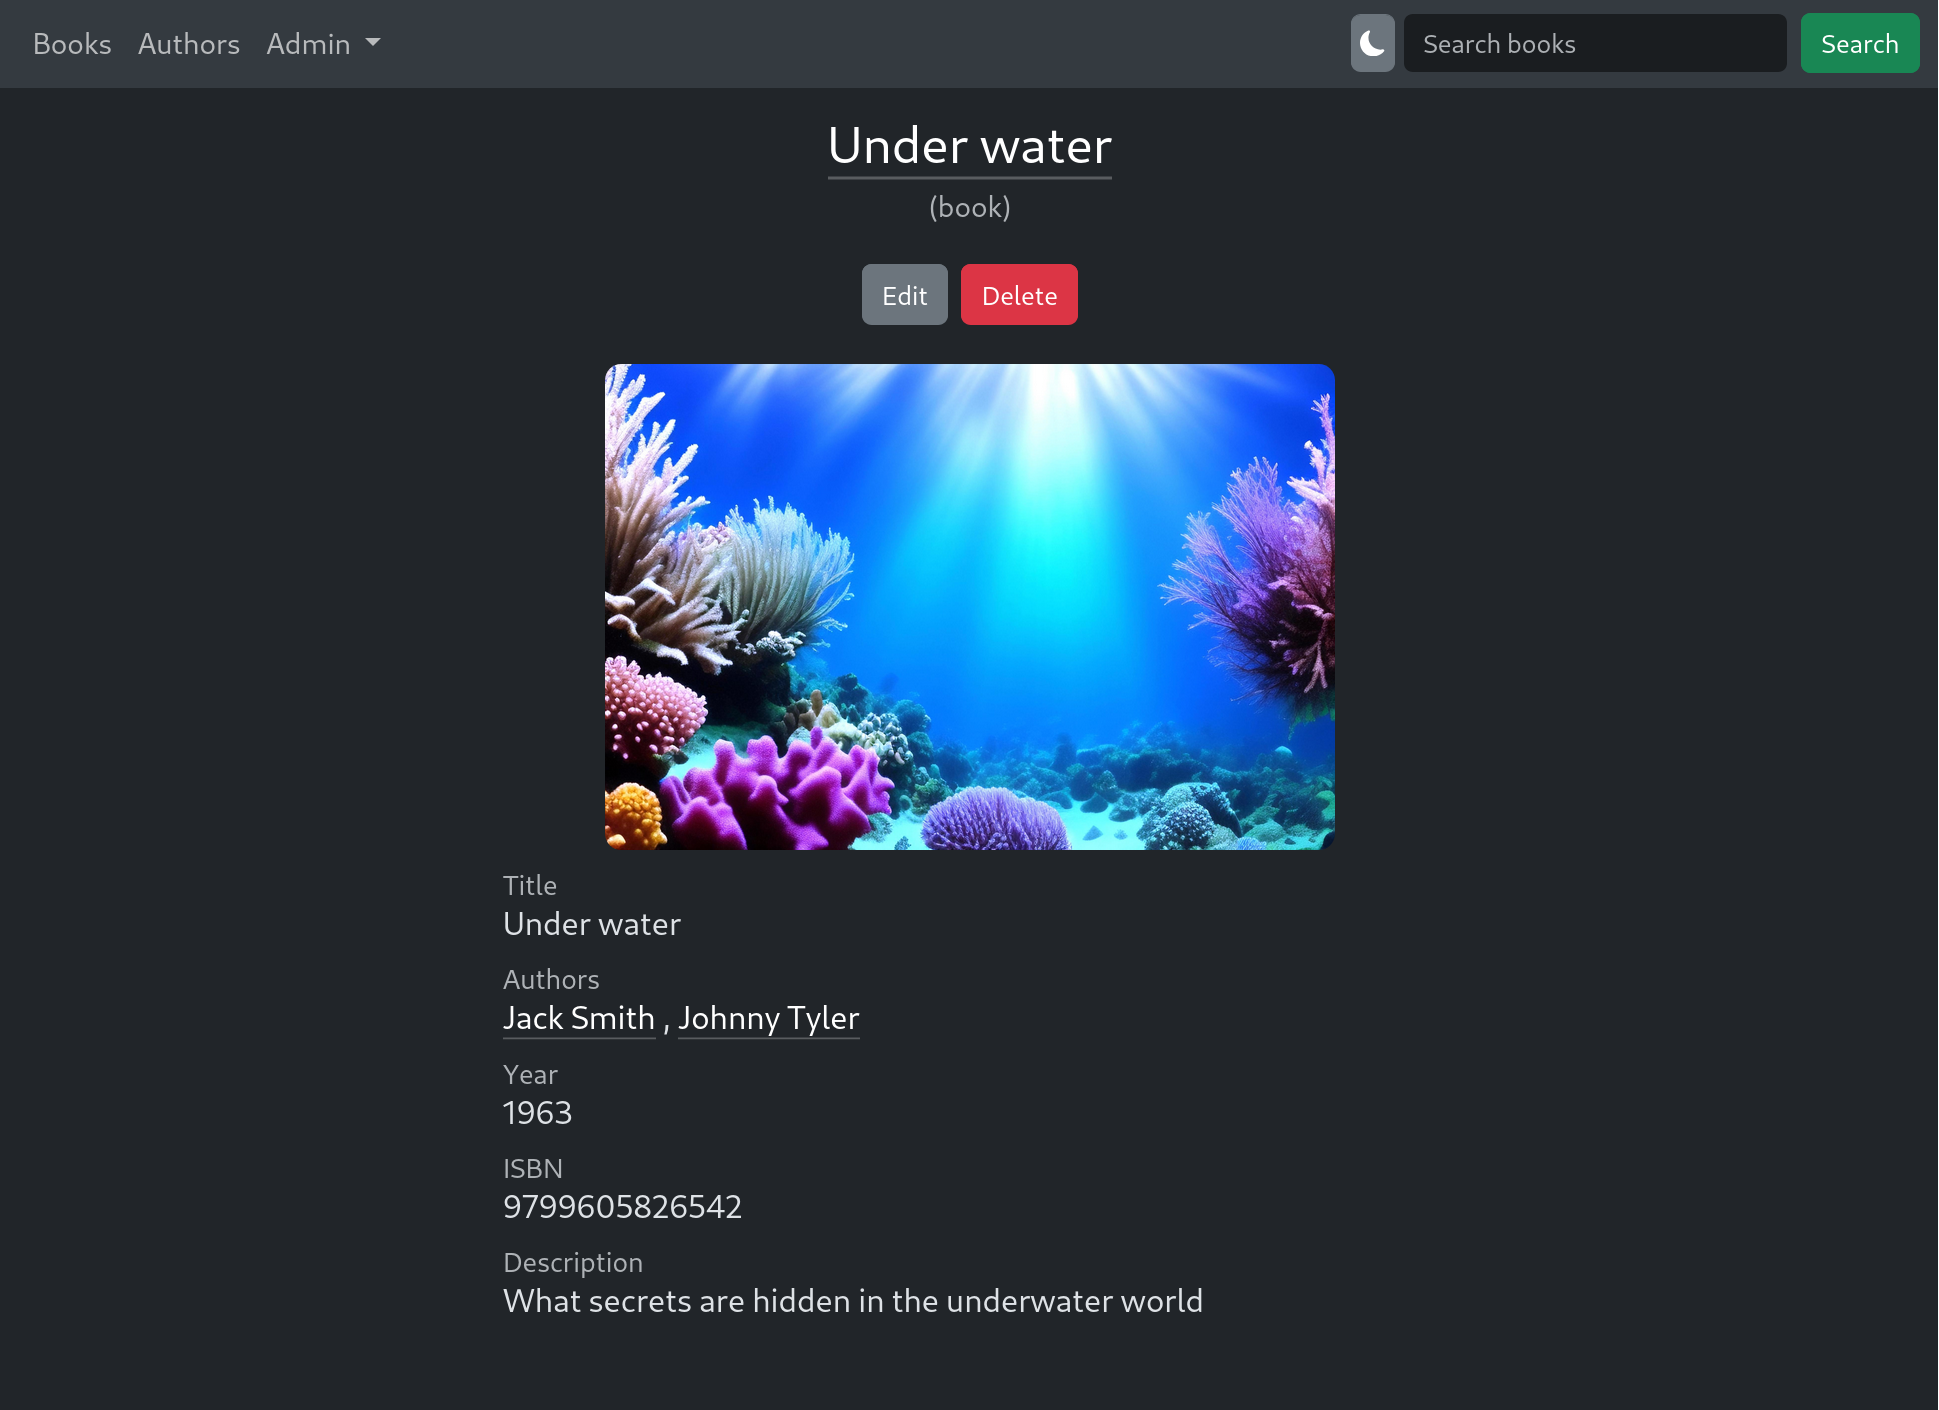 Books Authors Admin Search books Search
Under water
(book)
Edit Delete
Title
Under water
Authors
Jack Smith , Johnny Tyler
Year
1963
ISBN
9799605826542
Description
What secrets are hidden in the underwater world